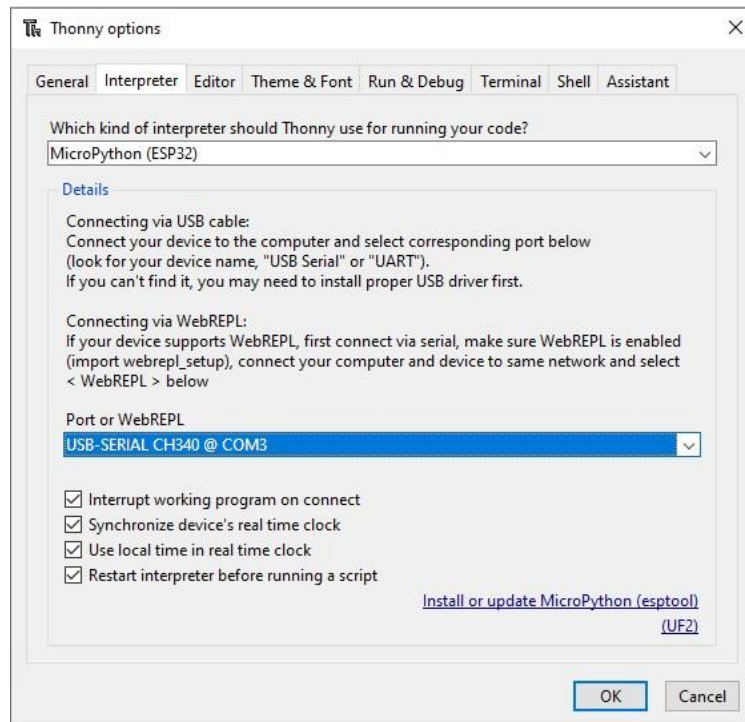 Thonny options
General Interpreter Editor Theme & Font Run & Debug Terminal Shell Assistant
Which kind of interpreter should Thonny use for running your code?
MicroPython (ESP32)
Details
Connecting via USB cable:
Connect your device to the computer and select corresponding port below
(look for your device name, "USB Serial" or "UART").
If you can't find it, you may need to install proper USB driver first.
Connecting via WebREPL:
If your device supports WebREPL, first connect via serial, make sure WebREPL is enabled
(import webrepl_setup), connect your computer and device to same network and select
< WebREPL > below
Port or WebREPL
USB-SERIAL CH340 @ COM3
Interrupt working program on connect
Synchronize device's real time clock
Use local time in real time clock
Restart interpreter before running a script
Install or update MicroPython (esptool)
(UF2)
OK Cancel